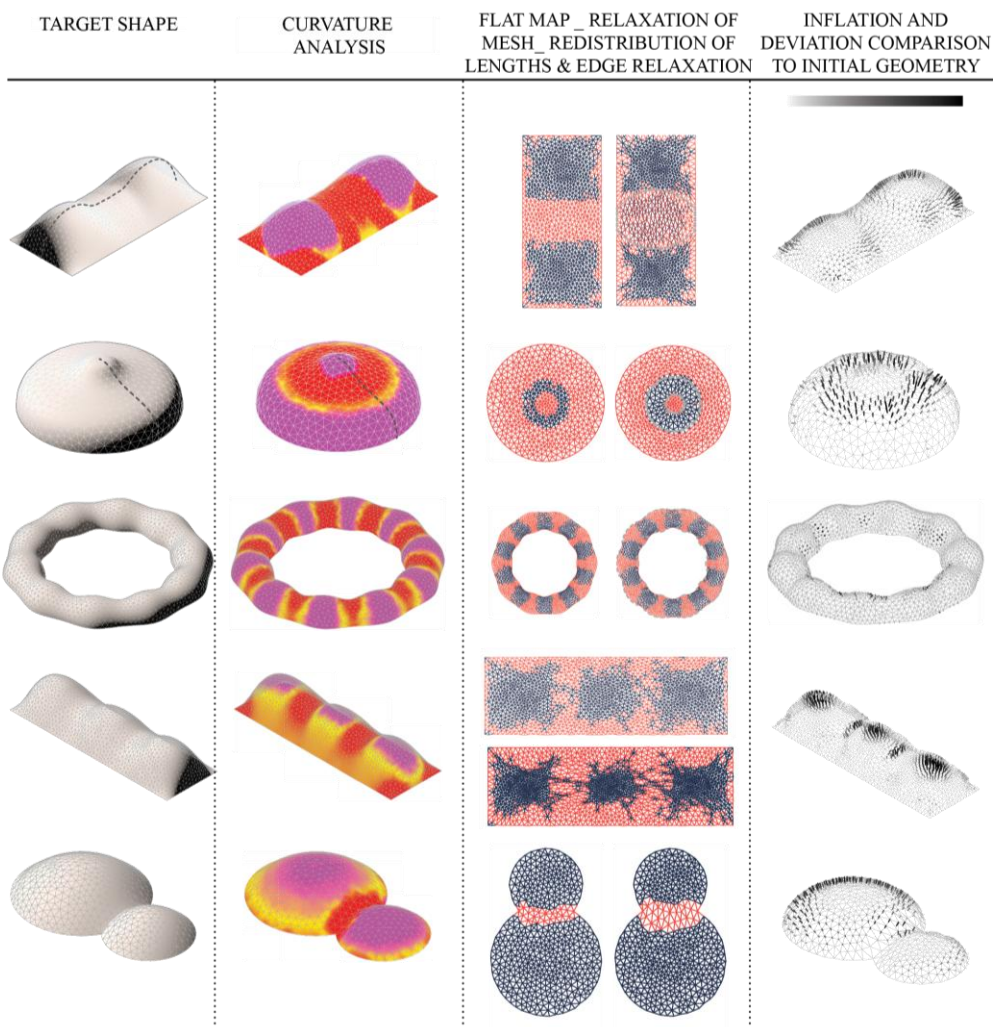 TARGET SHAPE
CURVATURE
ANALYSIS
FLAT MAP _ RELAXATION OF
MESH_ REDISTRIBUTION OF
LENGTHS & EDGE RELAXATION
INFLATION AND
DEVIATION COMPARISON
TO INITIAL GEOMETRY